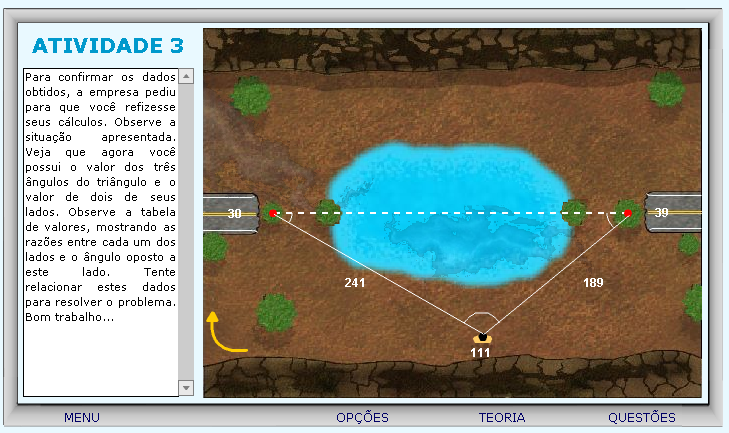 ATIVIDADE 3
Para confirmar os dados
obtidos, a empresa pediu
para que você refizesse
seus cálculos. Observe a
situação apresentada.
Veja que agora você
possui o valor dos três
ângulos do triângulo e o
valor de dois de seus
lados. Observe a tabela
de valores, mostrando as
razões entre cada um dos
lados e o ângulo oposto a
este lado. Tente
relacionar estes dados
para resolver o problema.
Bom trabalho...
30
39
241
189
111
MENU OPÇÕES TEORIA QUESTÕES